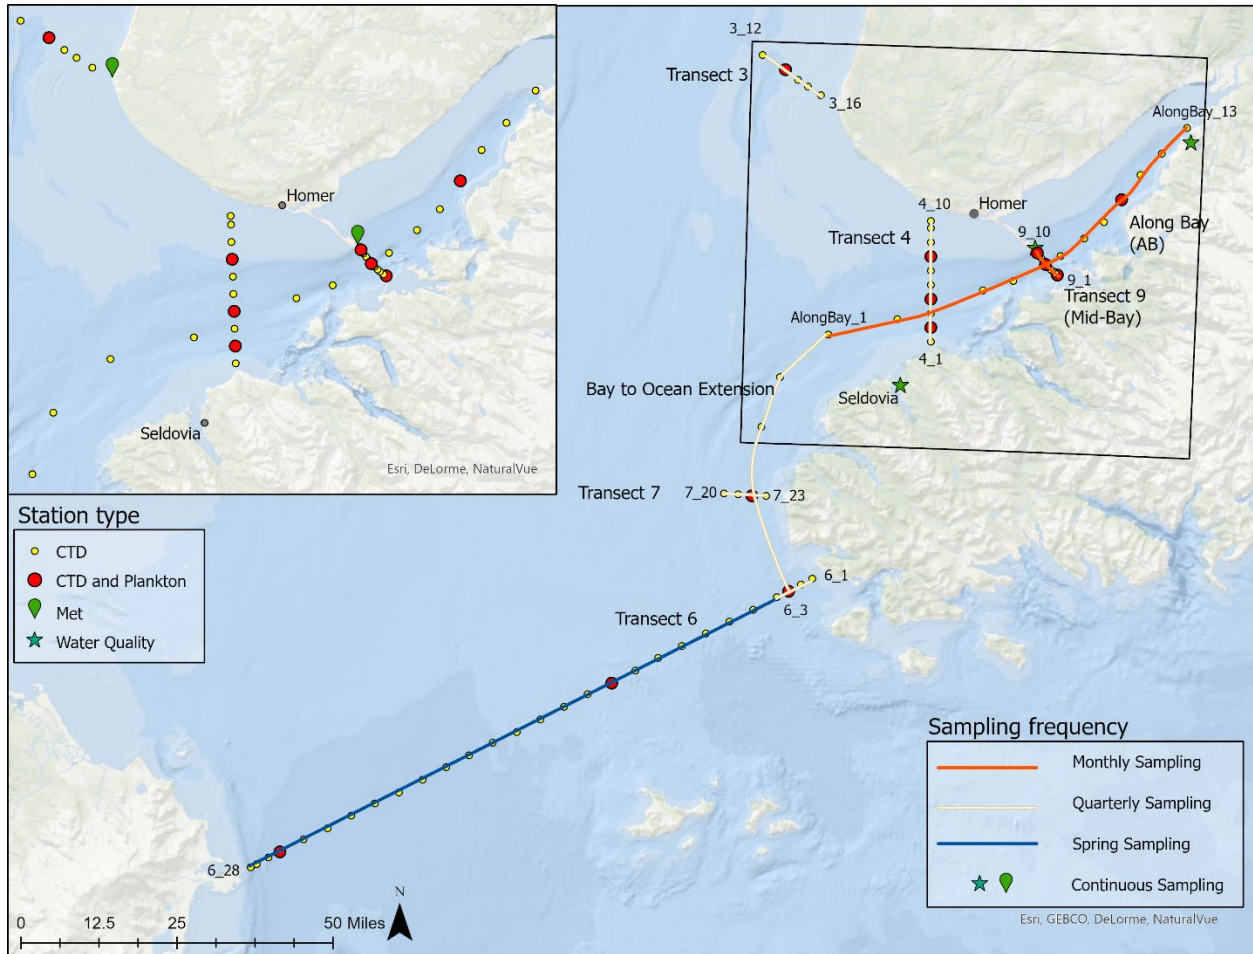 Homer
Seldovia
Esri, DeLorme, NaturalVue
Station type
CTD
CTD and Plankton
Met
Water Quality
3_12
Transect 3
3_16
AlongBay_13
Homer
4_10
Transect 4
9_10
Along Bay
(AB)
9_1
Transect 9
(Mid-Bay)
AlongBay_1
4_1
Bay to Ocean Extension
Seldovia
Transect 7
7_20
7_23
6_1
6_3
Transect 6
6_28
N
0
12.5
25
50 Miles
Sampling frequency
Monthly Sampling
Quarterly Sampling
Spring Sampling
Continuous Sampling
Esri, GEBCO, DeLorme, NaturalVue